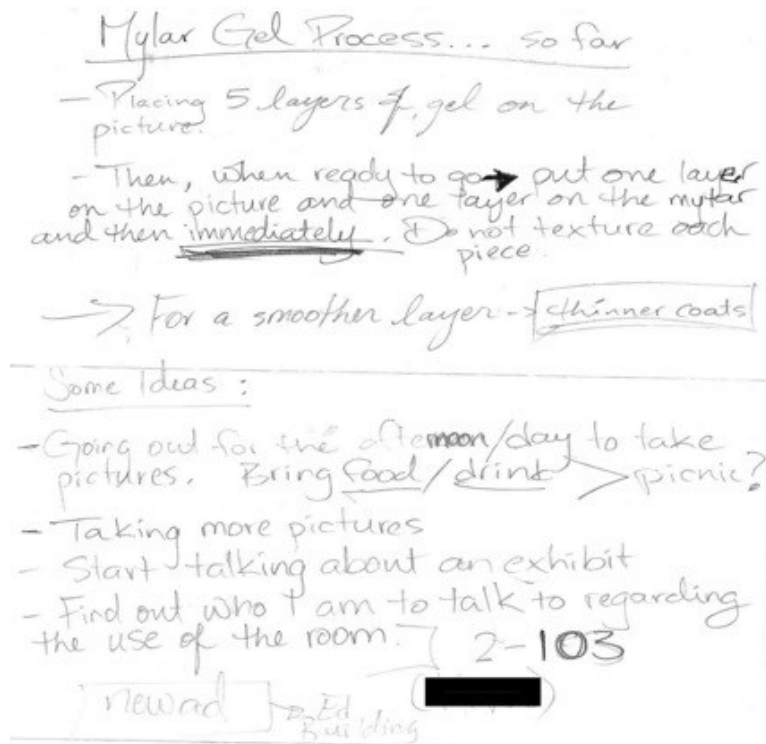 Mylar Gel Process... so far
- Placing 5 layers of gel on the
picture.
- Then, when ready to go → put one layer
on the picture and one layer on the mylar
and then immediately. Do not texture each
piece.
→ For a smoother layer → thinner coats
Some Ideas:
- Going out for the afternoon/day to take
pictures. Bring food/drink > picnic?
- Taking more pictures
- Start talking about an exhibit
- Find out who I am to talk to regarding
the use of the room. 2-103
→ Ed
Building